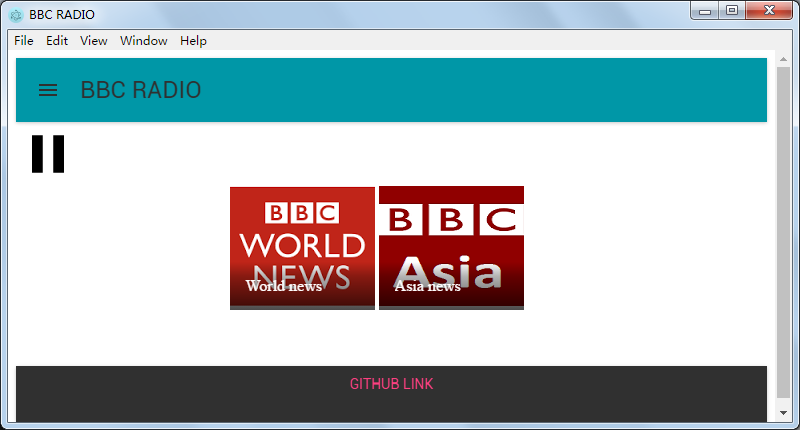 BBC RADIO
File Edit View Window Help
BBC RADIO
BBC
WORLD
NEWS
World news
BBC
Asia
Asia news
GITHUB LINK